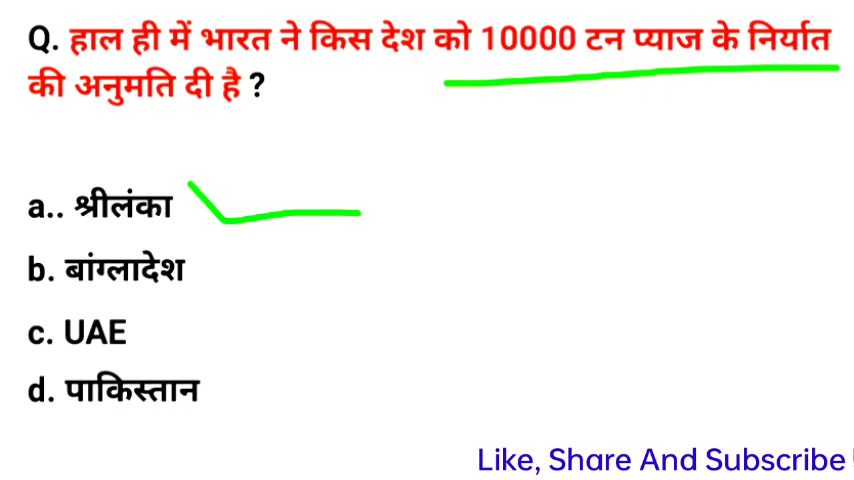 Q. हाल ही में भारत ने किस देश को 10000 टन प्याज के निर्यात
की अनुमति दी है ?
a.. श्रीलंका
b. बांग्लादेश
c. UAE
d. पाकिस्तान
Like, Share And Subscribe